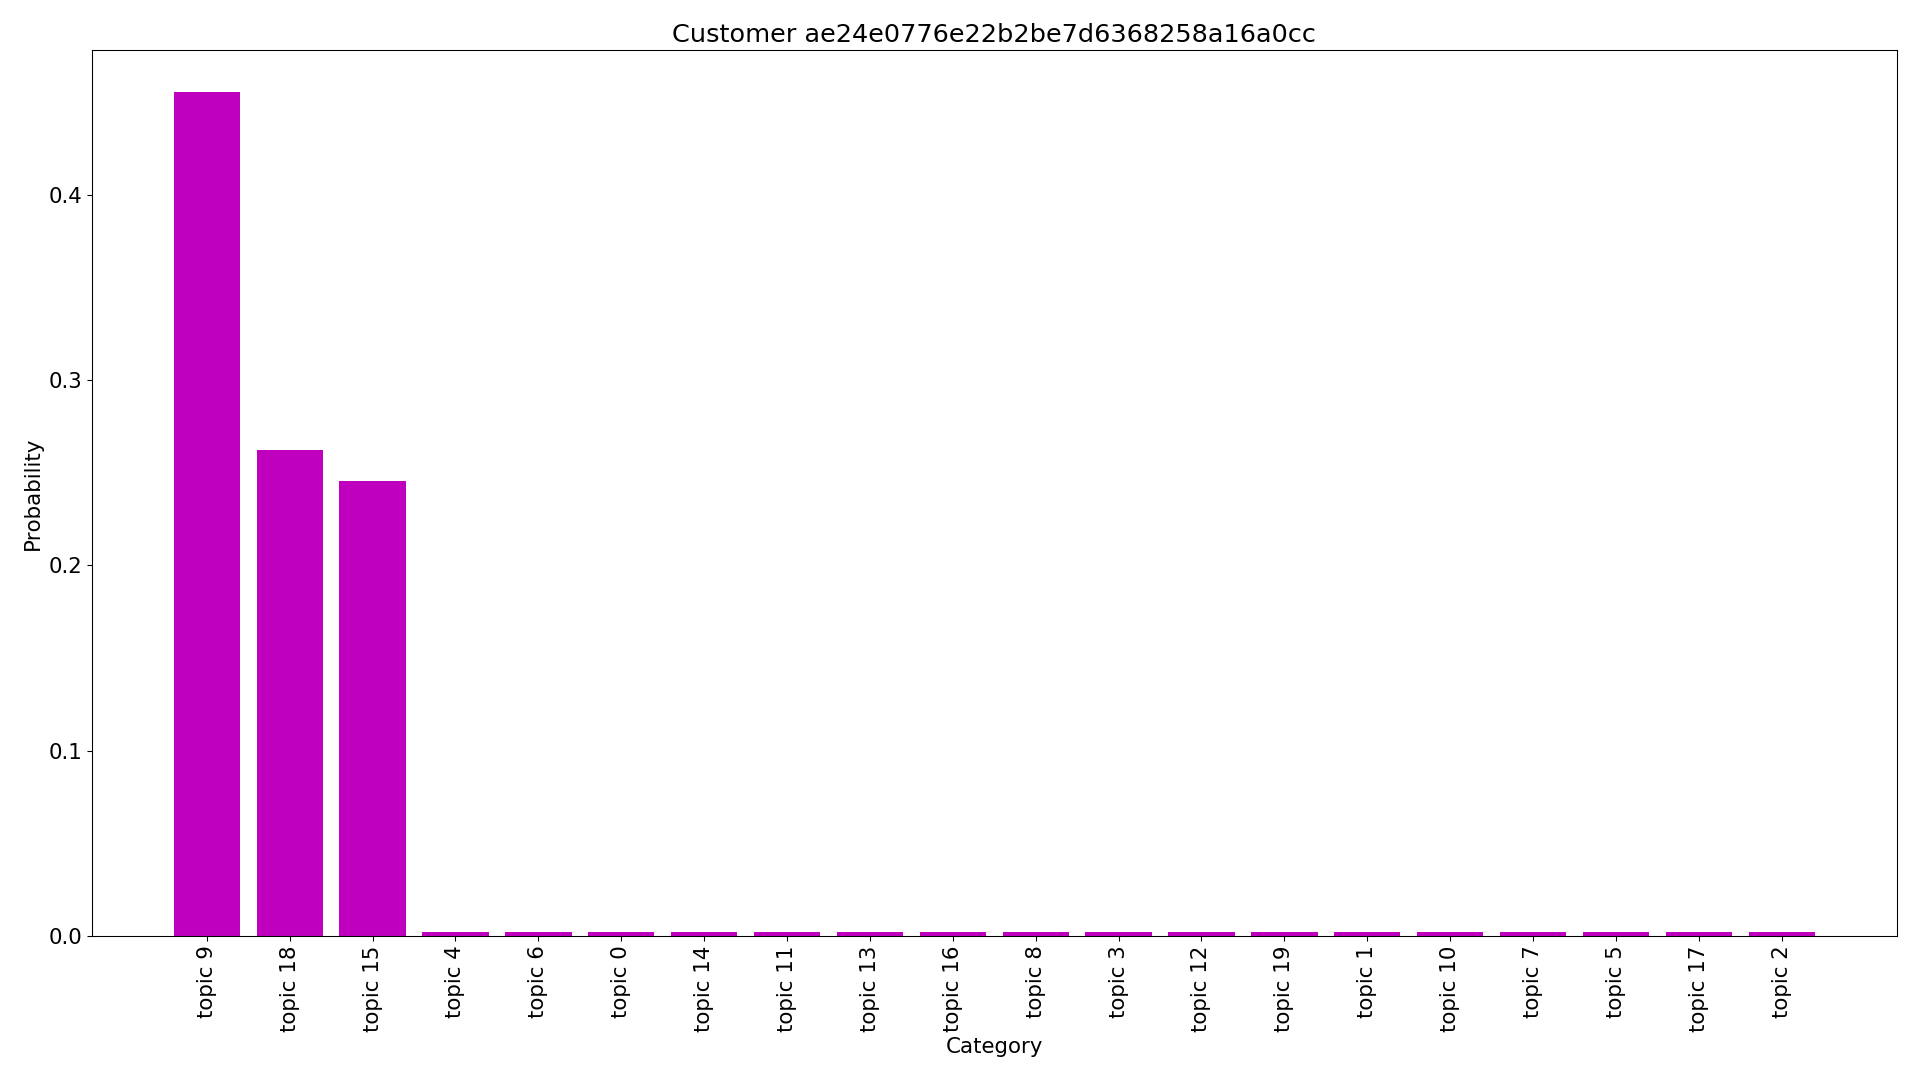 Customer ae24e0776e22b2be7d6368258a16a0cc
Probability
0.4
0.3
0.2
0.1
0.0
topic 9
topic 18
topic 15
topic 4
topic 6
topic 0
topic 14
topic 11
topic 13
topic 16
topic 8
topic 3
topic 12
topic 19
topic 1
topic 10
topic 7
topic 5
topic 17
topic 2
Category